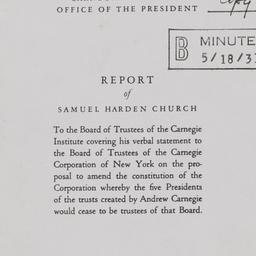 OFFICE OF THE PRESIDENT
Copy
B MINUTE
5/18/31
REPORT
of
SAMUEL HARDEN CHURCH
To the Board of Trustees of the Carnegie
Institute covering his verbal statement to
the Board of Trustees of the Carnegie
Corporation of New York on the pro-
posal to amend the constitution of the
Corporation whereby the five Presidents
of the trusts created by Andrew Carnegie
would cease to be trustees of that Board.